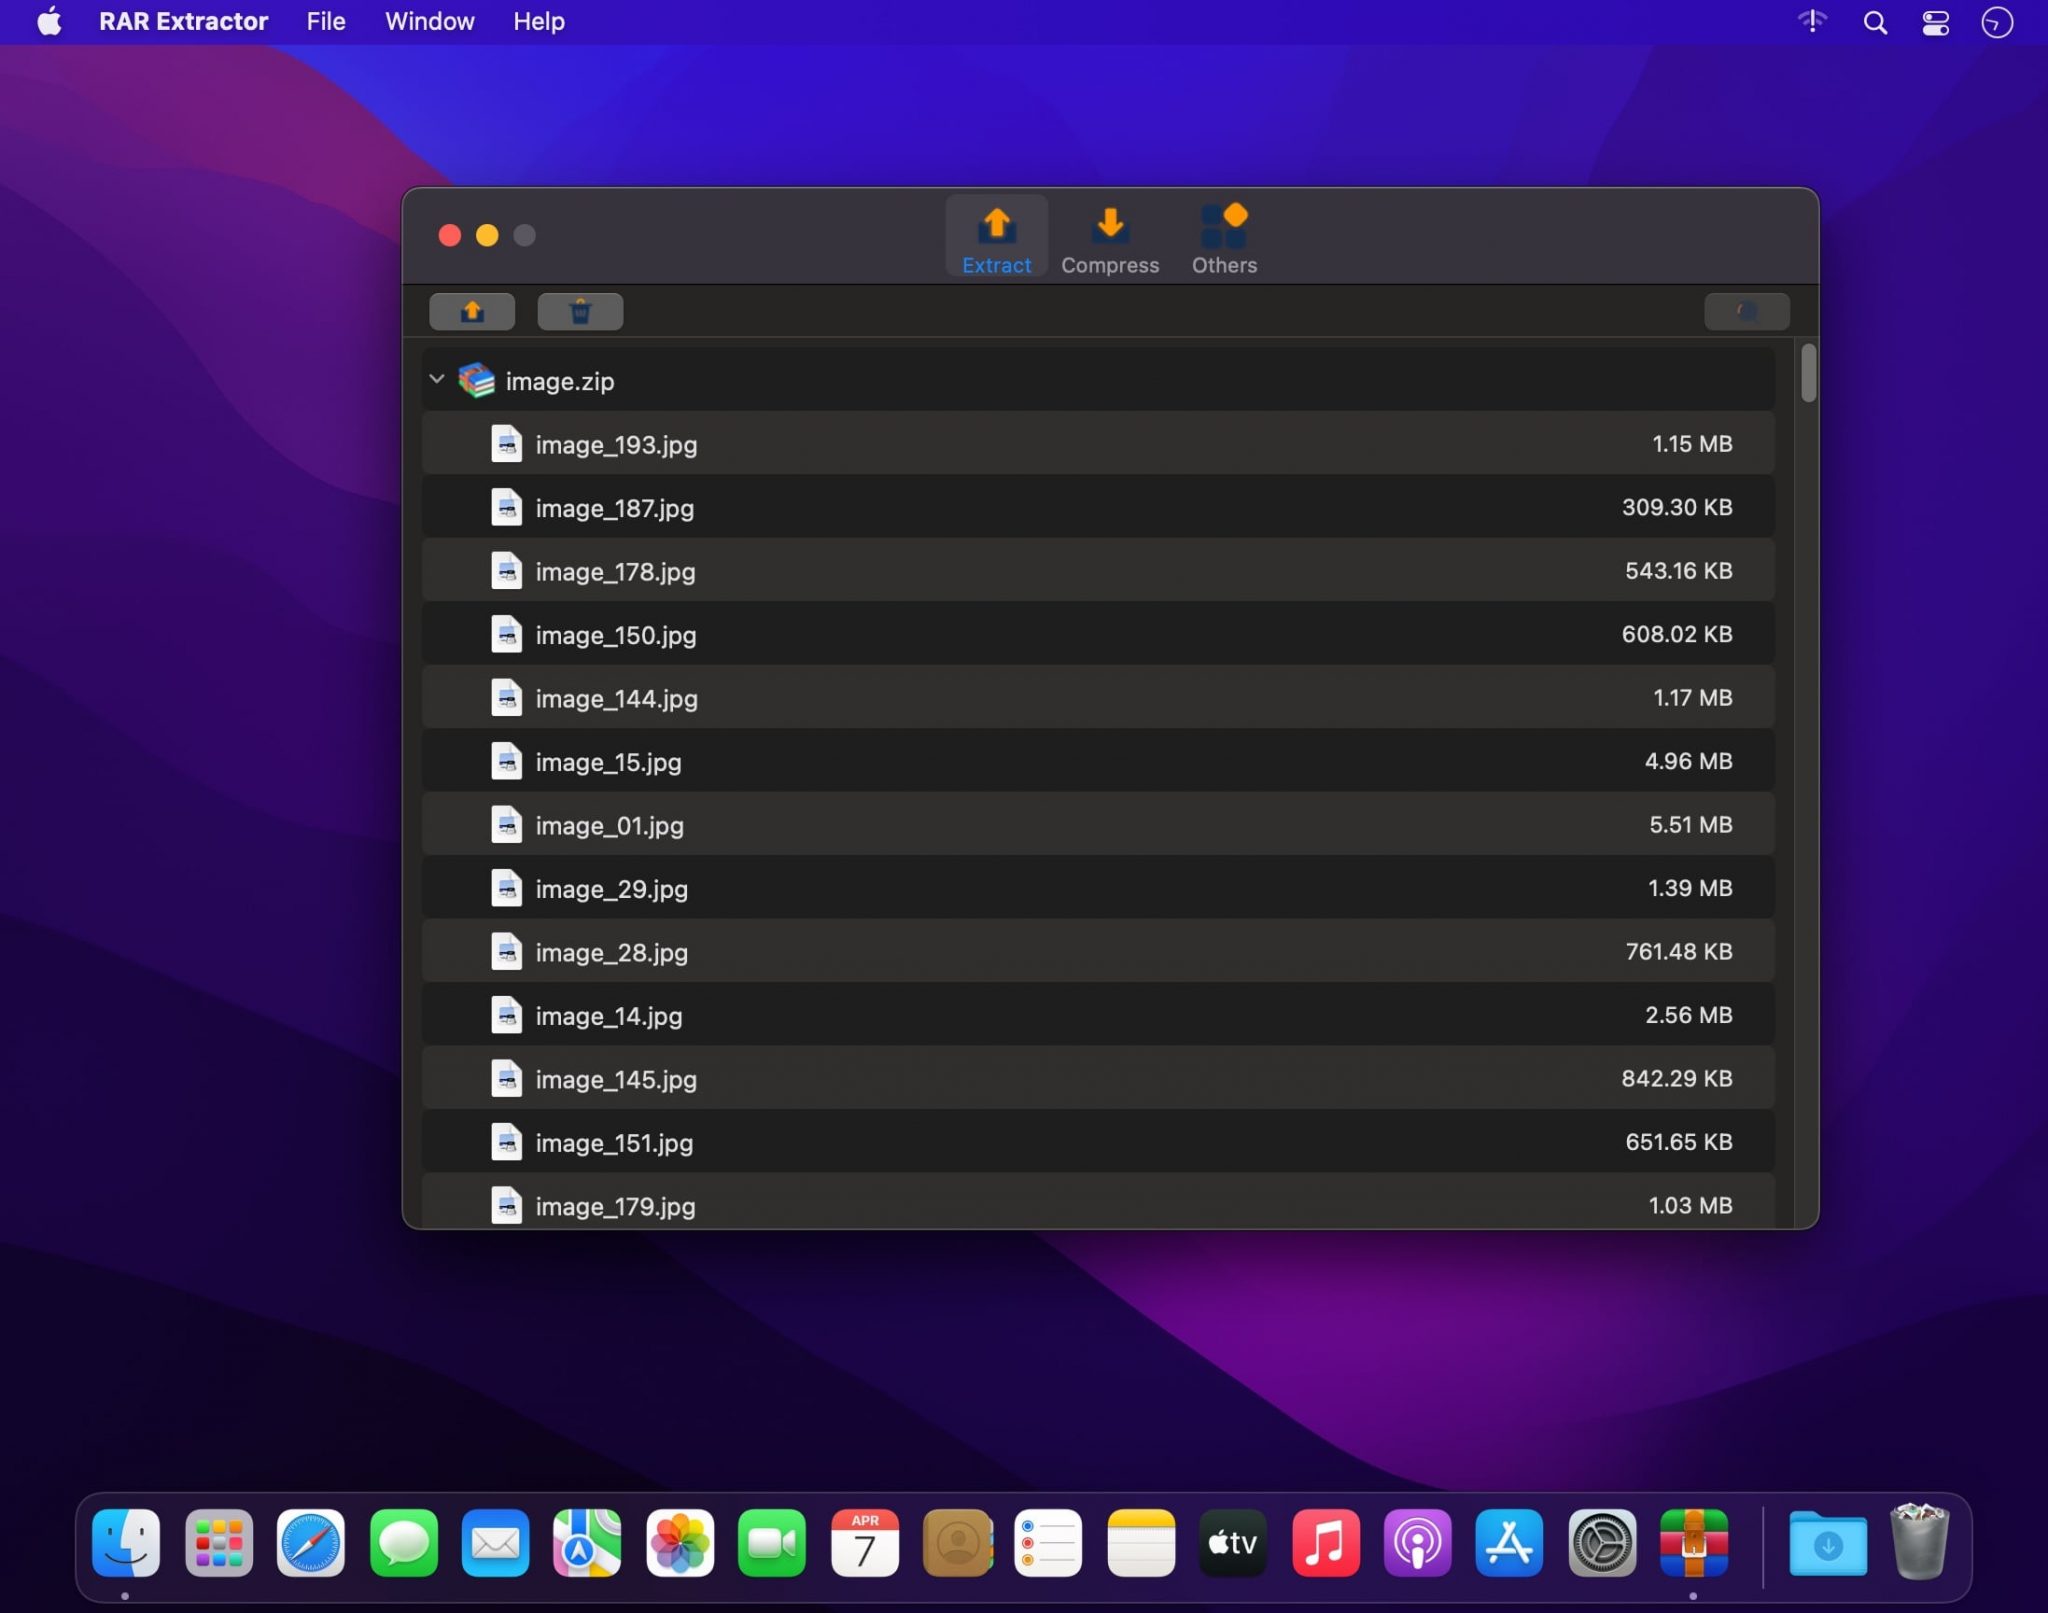 RAR Extractor File Window Help
Extract Compress Others
image.zip
image_193.jpg 1.15 MB
image_187.jpg 309.30 KB
image_178.jpg 543.16 KB
image_150.jpg 608.02 KB
image_144.jpg 1.17 MB
image_15.jpg 4.96 MB
image_01.jpg 5.51 MB
image_29.jpg 1.39 MB
image_28.jpg 761.48 KB
image_14.jpg 2.56 MB
image_145.jpg 842.29 KB
image_151.jpg 651.65 KB
image_179.jpg 1.03 MB
APR
7
tv